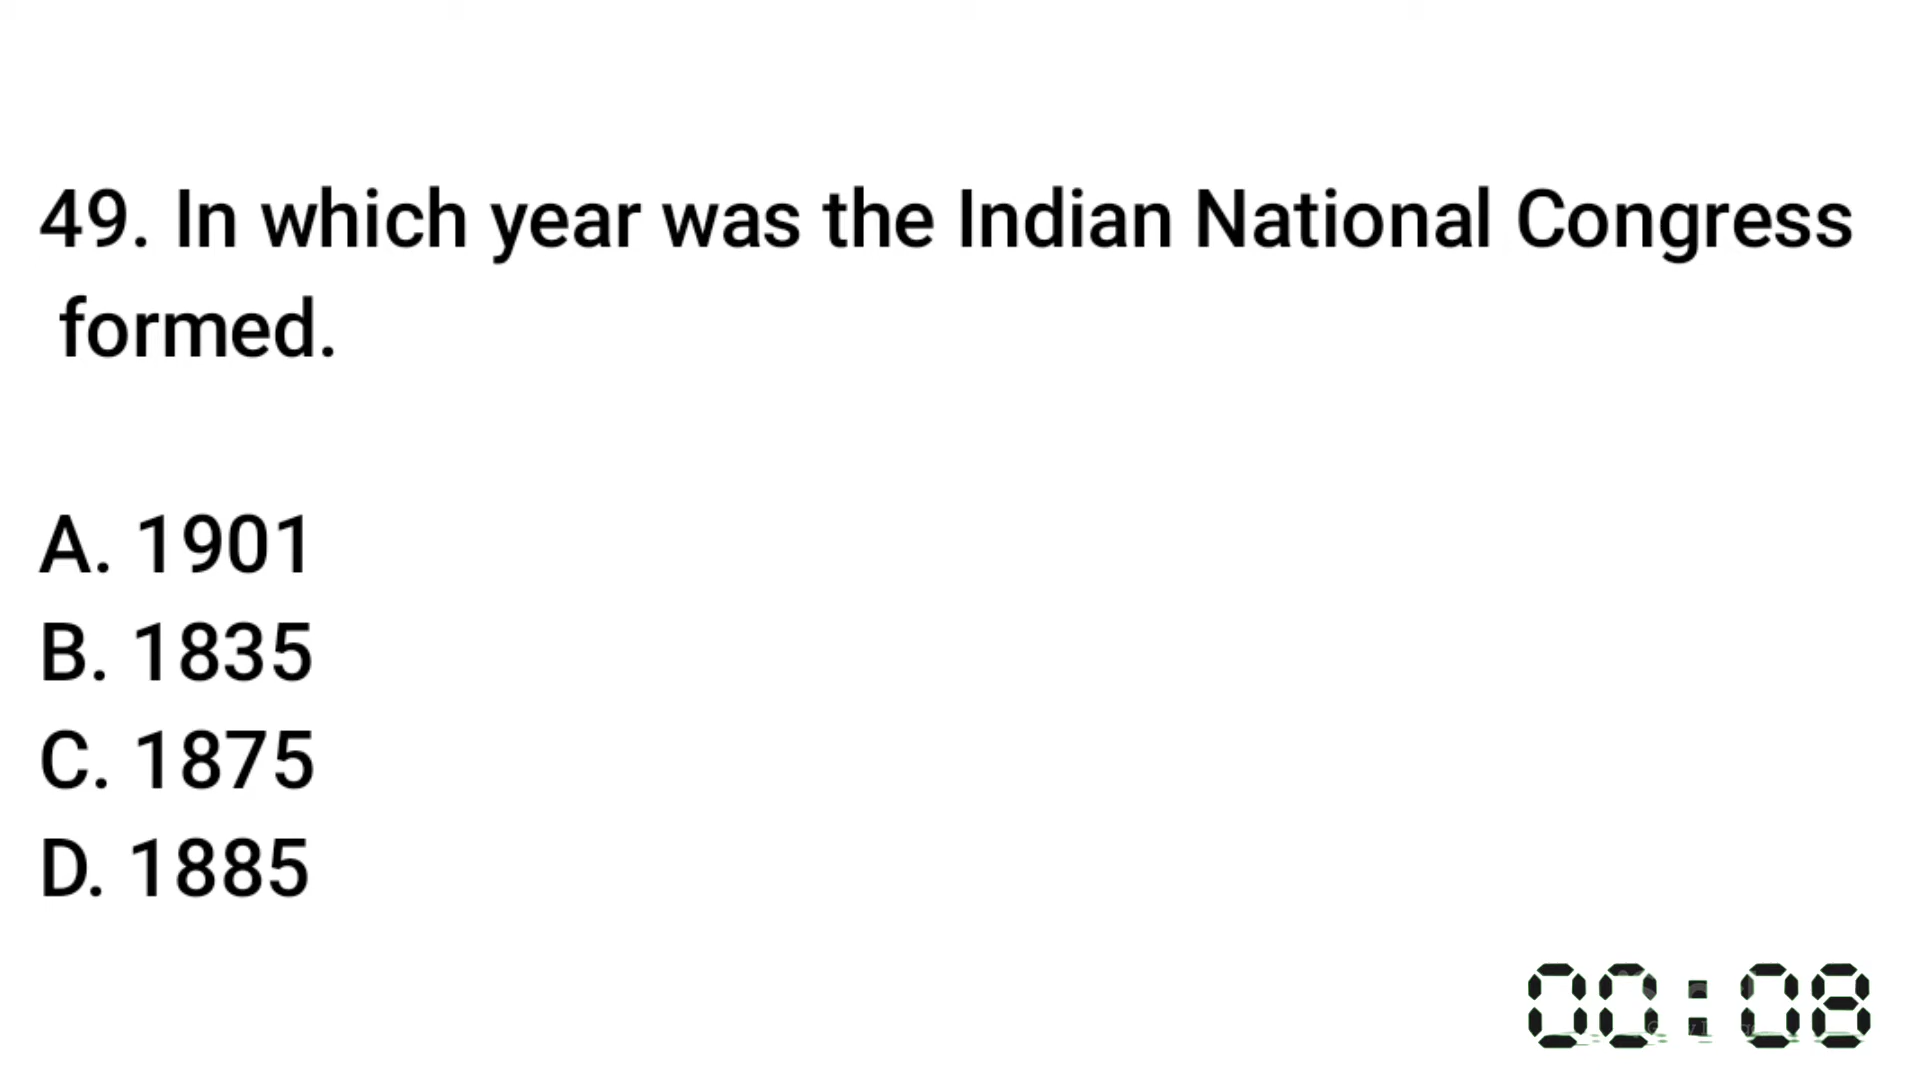 49. In which year was the Indian National Congress
formed.
A. 1901
B. 1835
C. 1875
D. 1885
00:08